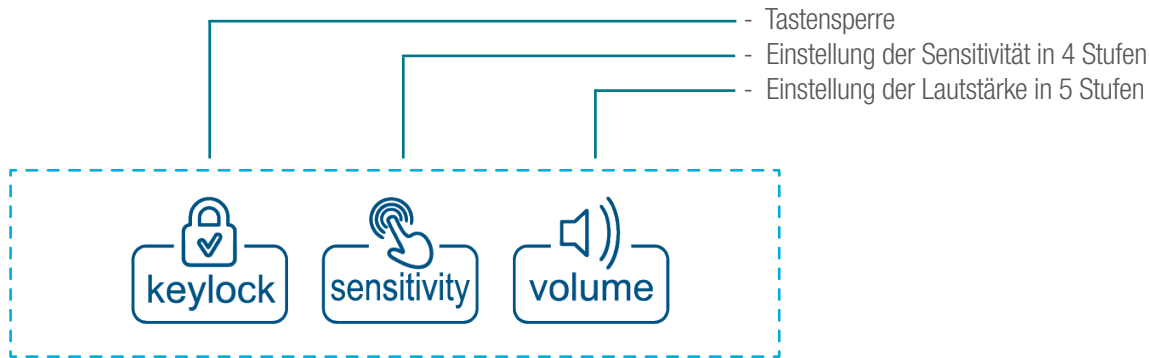 - Tastensperre
- Einstellung der Sensitivität in 4 Stufen
- Einstellung der Lautstärke in 5 Stufen
keylock
sensitivity
volume